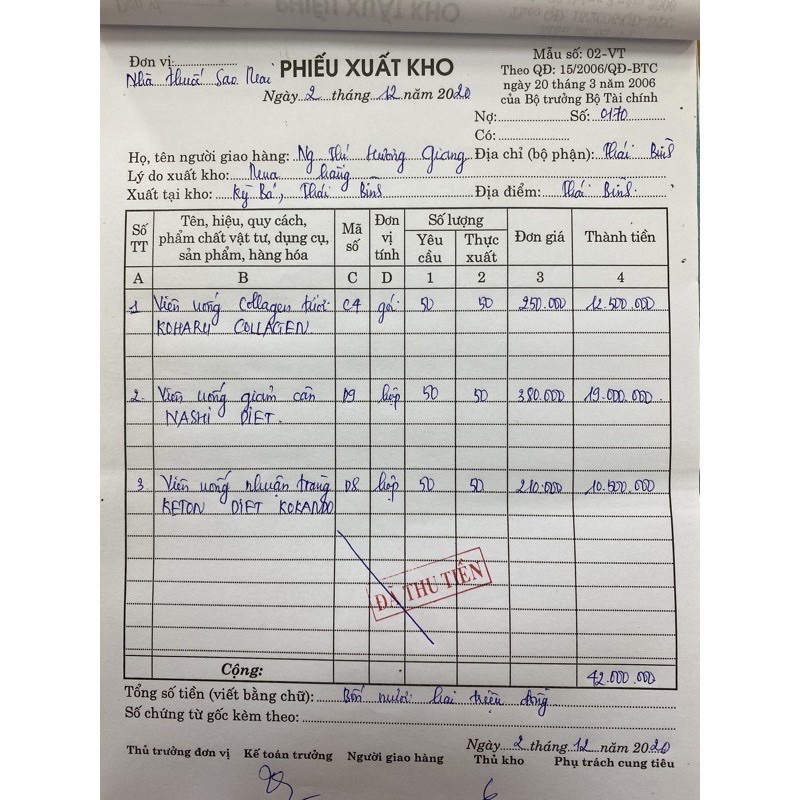 Đơn vị: Nhà thuốc Sao Mai
PHIẾU XUẤT KHO
Ngày 2 tháng 12 năm 2020
Mẫu số: 02-VT
Theo QĐ: 15/2006/QĐ-BTC
ngày 20 tháng 3 năm 2006
của Bộ trưởng Bộ Tài chính
Nợ: Số: 0170
Có:
Họ, tên người giao hàng: Ng Thị Hương Giang Địa chỉ (bộ phận): Thái Bình
Lý do xuất kho: Mua hàng
Xuất tại kho: Kỳ Bá, Thái Bình Địa điểm: Thái Bình
Số TT Tên, hiệu, quy cách, phẩm chất vật tư, dụng cụ, sản phẩm, hàng hóa Mã số Đơn vị tính Số lượng Yêu cầu Thực xuất Đơn giá Thành tiền
A B C D 1 2 3 4
1 Viên uống Collagen tươi C4 gói 50 50 250.000 12.500.000
KOHARU COLLAGEN
2 Viên uống giảm cân D9 hộp 50 50 380.000 19.000.000
NASHI DIET
3 Viên uống nhuận tràng D8 hộp 50 50 210.000 10.500.000
KETON DIET KOKANDO
ĐÃ THU TIỀN
Cộng: 42.000.000
Tổng số tiền (viết bằng chữ): Bốn mươi hai triệu đồng
Số chứng từ gốc kèm theo:
Ngày 2 tháng 12 năm 2020
Thủ trưởng đơn vị Kế toán trưởng Người giao hàng Thủ kho Phụ trách cung tiêu